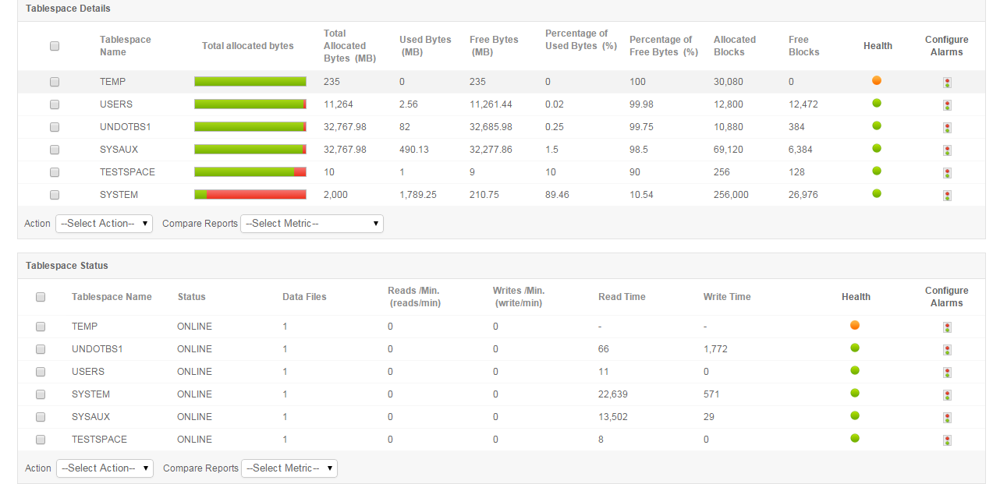 Tablespace Details
Tablespace Name Total allocated bytes Total Allocated Bytes (MB) Used Bytes (MB) Free Bytes (MB) Percentage of Used Bytes (%) Percentage of Free Bytes (%) Allocated Blocks Free Blocks Health Configure Alarms
TEMP 235 0 235 0 100 30,080 0
USERS 11,264 2.56 11,261.44 0.02 99.98 12,800 12,472
UNDOTBS1 32,767.98 82 32,685.98 0.25 99.75 10,880 384
SYSAUX 32,767.98 490.13 32,277.86 1.5 98.5 69,120 6,384
TESTSPACE 10 1 9 10 90 256 128
SYSTEM 2,000 1,789.25 210.75 89.46 10.54 256,000 26,976
Action --Select Action-- Compare Reports --Select Metric--
Tablespace Status
Tablespace Name Status Data Files Reads /Min. (reads/min) Writes /Min. (write/min) Read Time Write Time Health Configure Alarms
TEMP ONLINE 1 0 0 - -
UNDOTBS1 ONLINE 1 0 0 66 1,772
USERS ONLINE 1 0 0 11 0
SYSTEM ONLINE 1 0 0 22,639 571
SYSAUX ONLINE 1 0 0 13,502 29
TESTSPACE ONLINE 1 0 0 8 0
Action --Select Action-- Compare Reports --Select Metric--